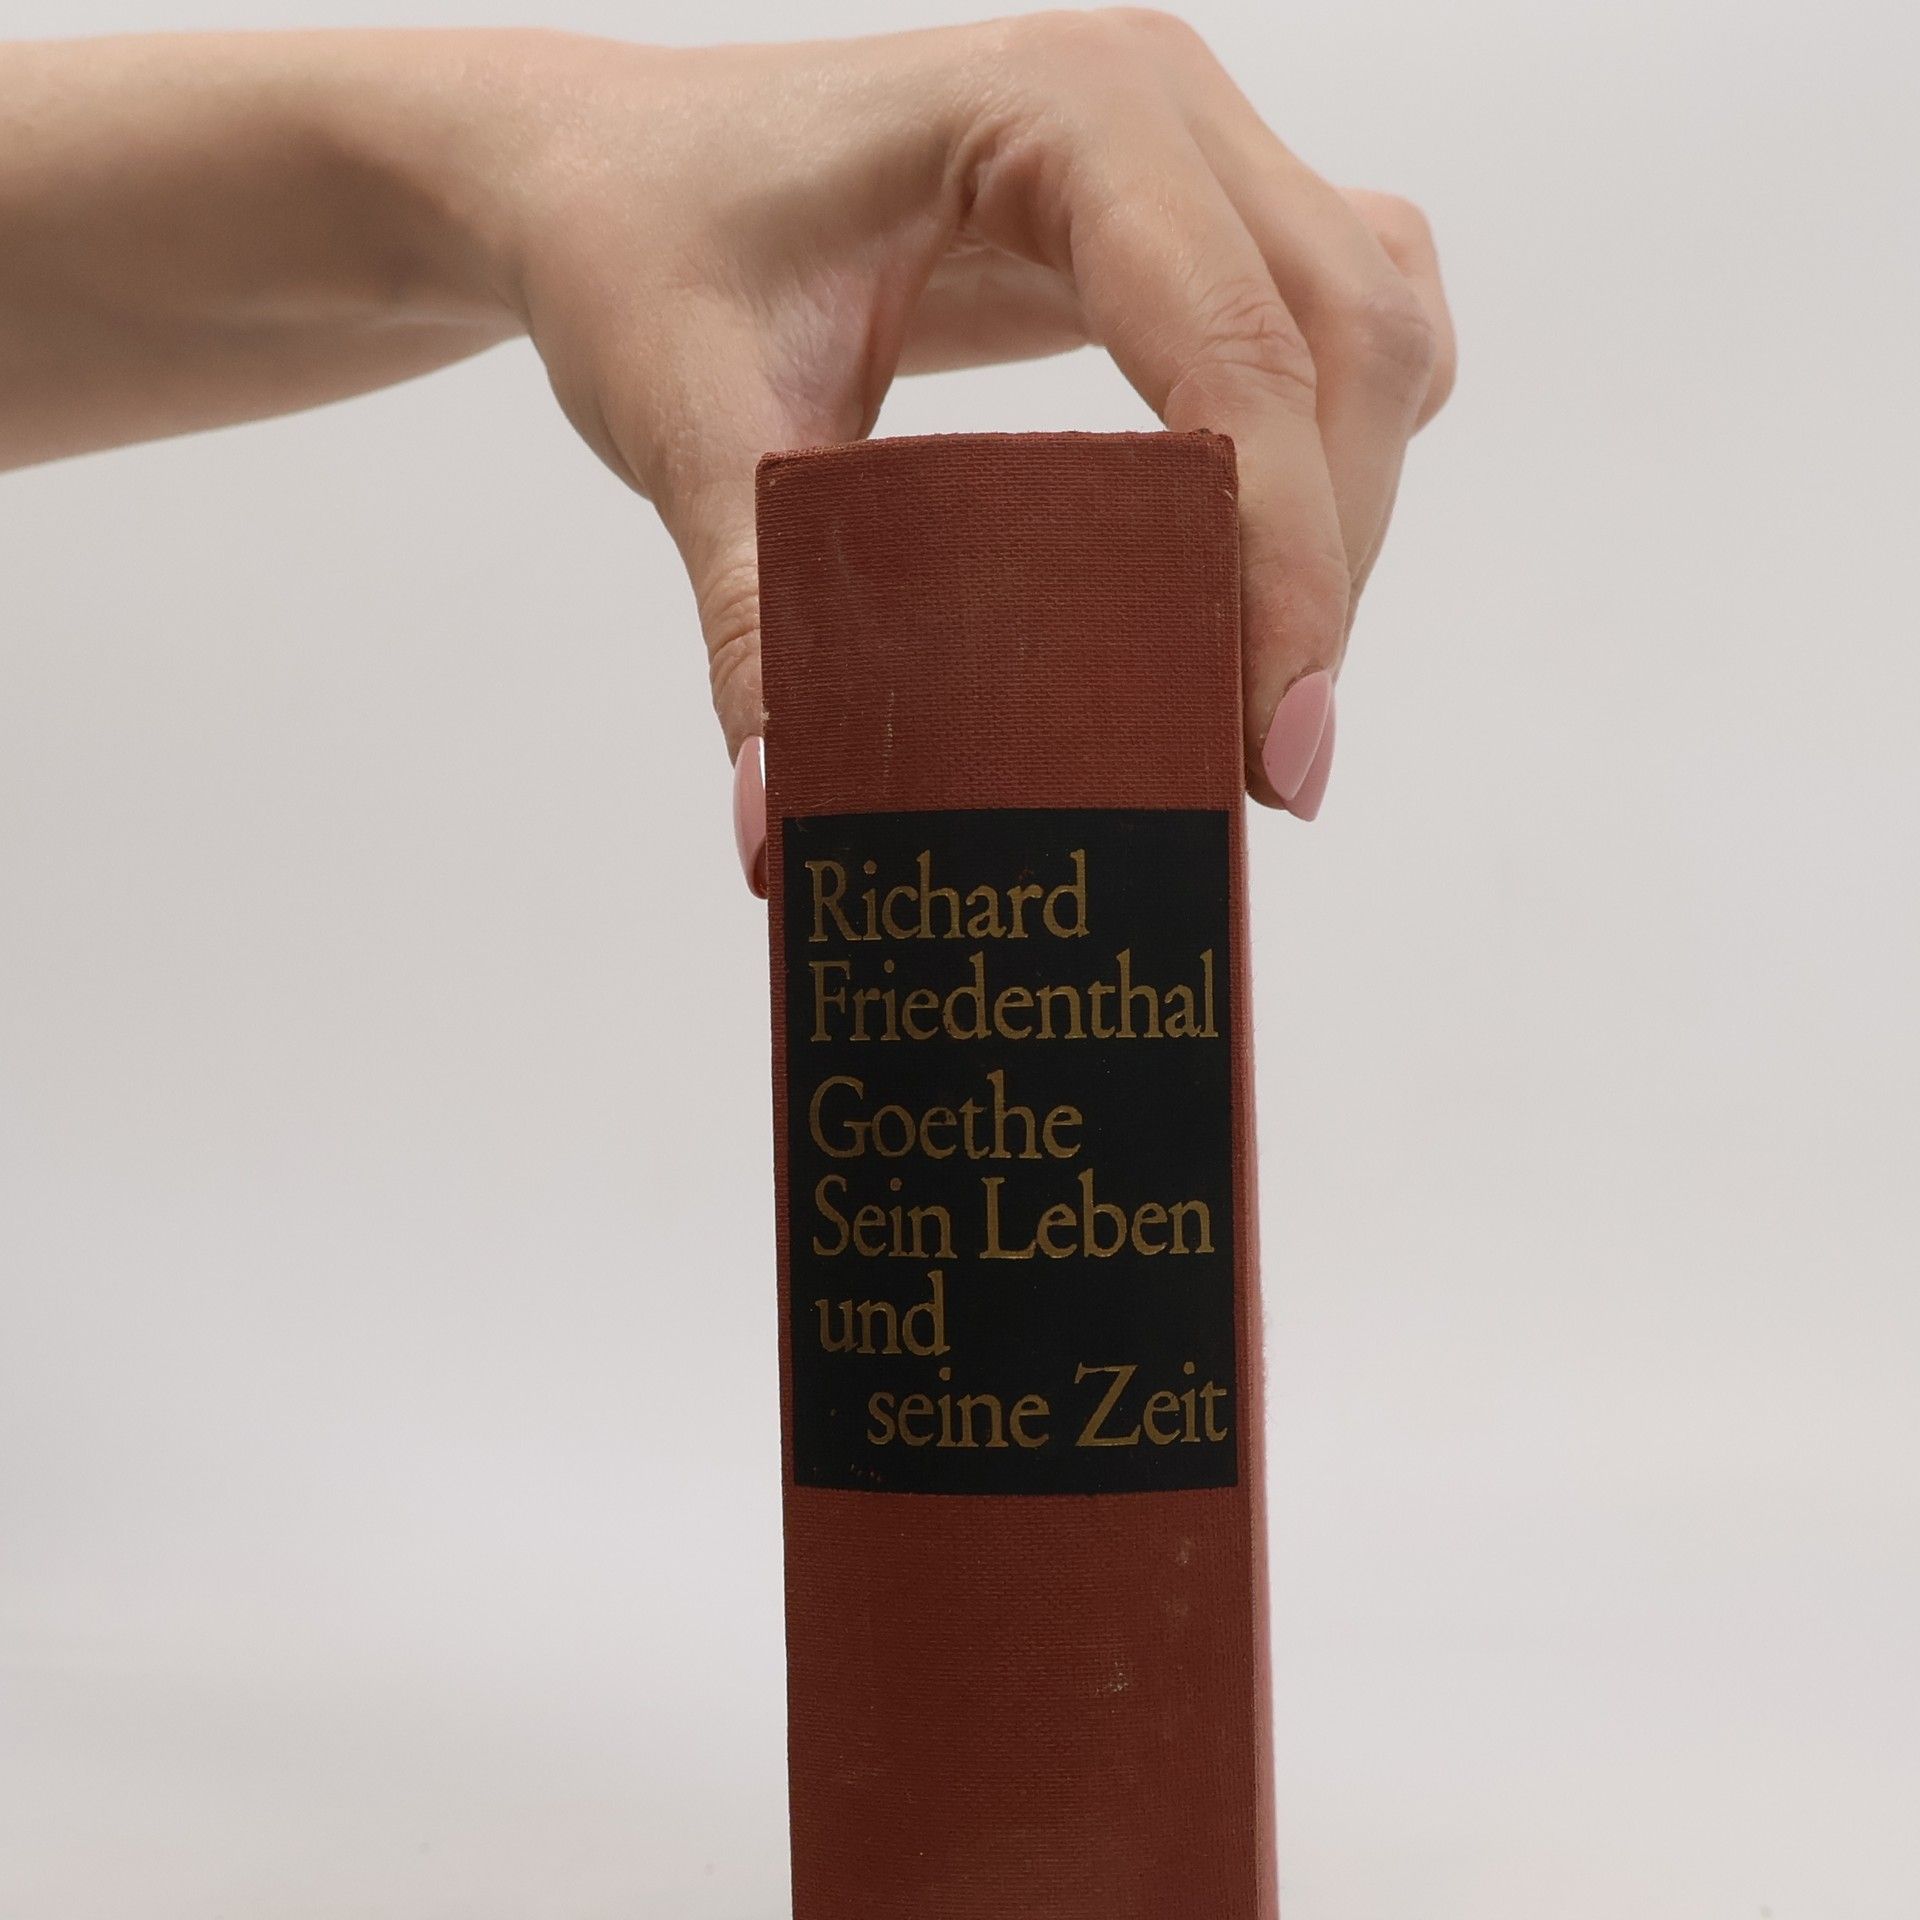 Richard
Friedenthal
Goethe
Sein Leben
und
seine Zeit